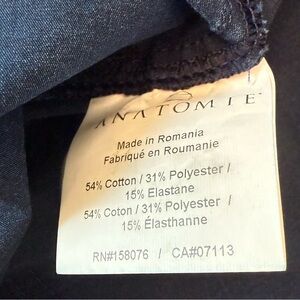 ANATOMIE
Made in Romania
Fabriqué en Roumanie
54% Cotton / 31% Polyester /
15% Elastane
54% Coton / 31% Polyester /
15% Élasthanne
RN#158076 / CA#07113